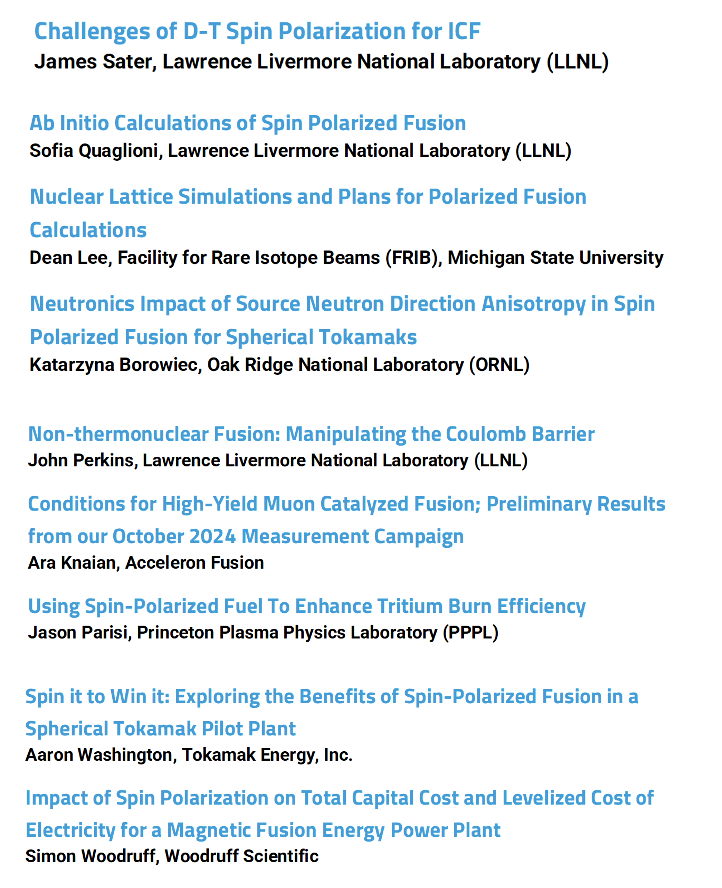 Challenges of D-T Spin Polarization for ICF
James Sater, Lawrence Livermore National Laboratory (LLNL)
Ab Initio Calculations of Spin Polarized Fusion
Sofia Quaglioni, Lawrence Livermore National Laboratory (LLNL)
Nuclear Lattice Simulations and Plans for Polarized Fusion
Calculations
Dean Lee, Facility for Rare Isotope Beams (FRIB), Michigan State University
Neutronics Impact of Source Neutron Direction Anisotropy in Spin
Polarized Fusion for Spherical Tokamaks
Katarzyna Borowiec, Oak Ridge National Laboratory (ORNL)
Non-thermonuclear Fusion: Manipulating the Coulomb Barrier
John Perkins, Lawrence Livermore National Laboratory (LLNL)
Conditions for High-Yield Muon Catalyzed Fusion; Preliminary Results
from our October 2024 Measurement Campaign
Ara Knaian, Acceleron Fusion
Using Spin-Polarized Fuel To Enhance Tritium Burn Efficiency
Jason Parisi, Princeton Plasma Physics Laboratory (PPPL)
Spin it to Win it: Exploring the Benefits of Spin-Polarized Fusion in a
Spherical Tokamak Pilot Plant
Aaron Washington, Tokamak Energy, Inc.
Impact of Spin Polarization on Total Capital Cost and Levelized Cost of
Electricity for a Magnetic Fusion Energy Power Plant
Simon Woodruff, Woodruff Scientific